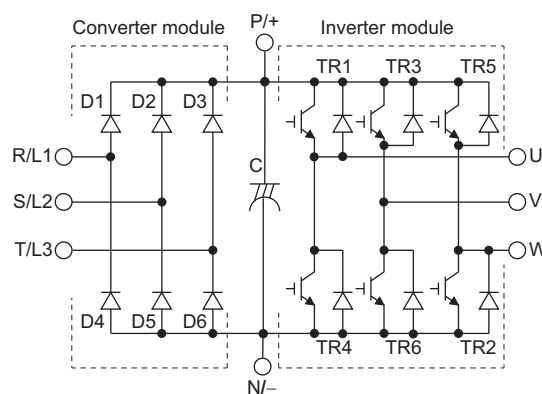 Converter module
P/+
Inverter module
TR1
TR3
TR5
D1
D2
D3
R/L1
U
C
S/L2
V
T/L3
W
D4
D5
D6
TR4
TR6
TR2
N/−